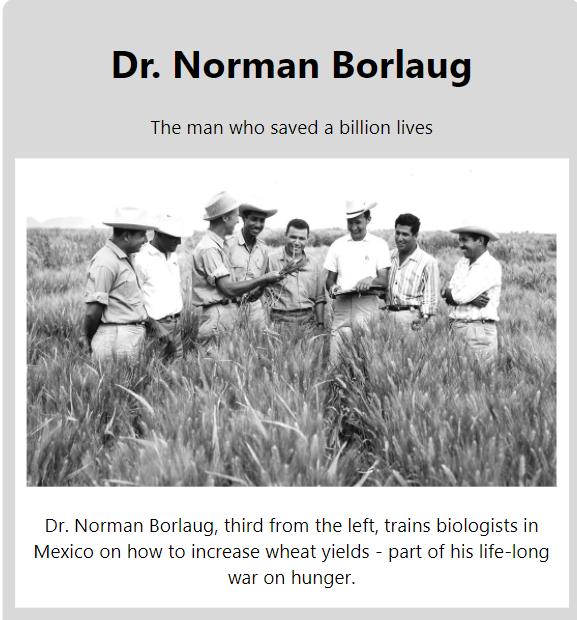 Dr. Norman Borlaug
The man who saved a billion lives
Dr. Norman Borlaug, third from the left, trains biologists in
Mexico on how to increase wheat yields - part of his life-long
war on hunger.